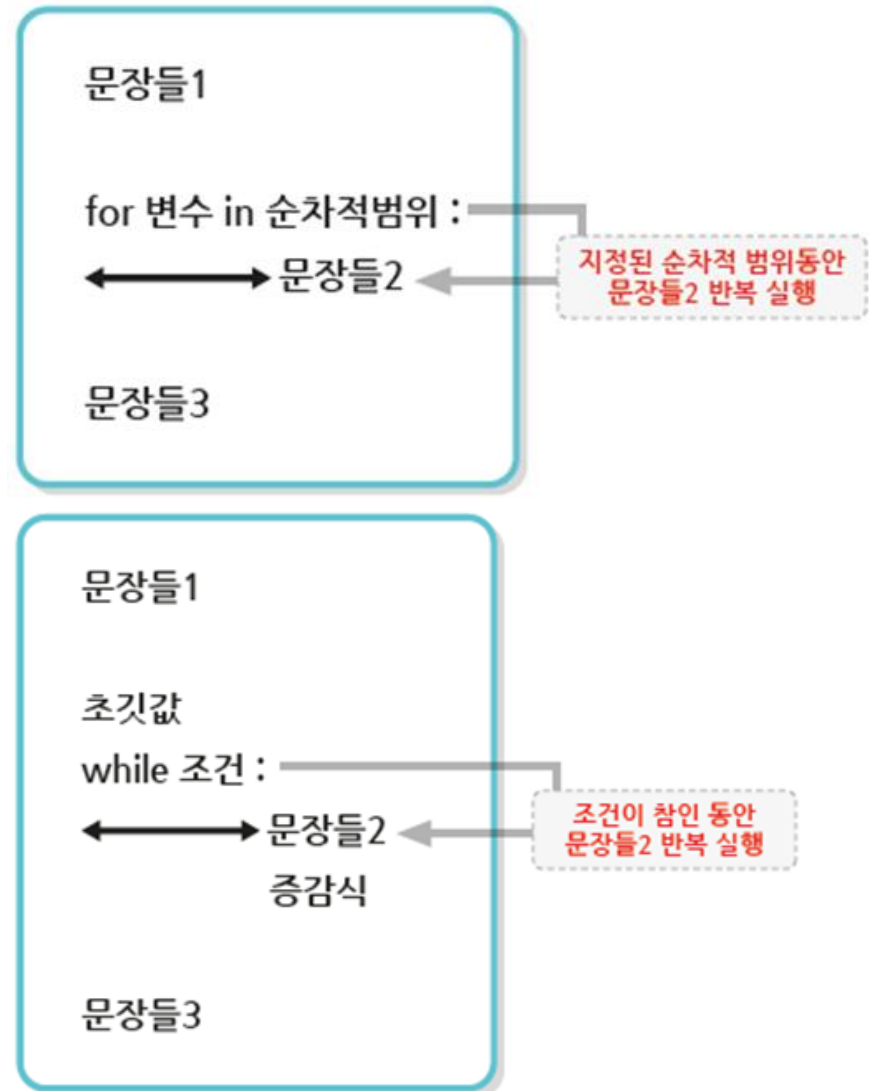 문장들1
for 변수 in 순차적범위 :
지정된 순차적 범위동안
문장들2 반복 실행
문장들2
문장들3
문장들1
초깃값
while 조건 :
조건이 참인 동안
문장들2 반복 실행
문장들2
증감식
문장들3